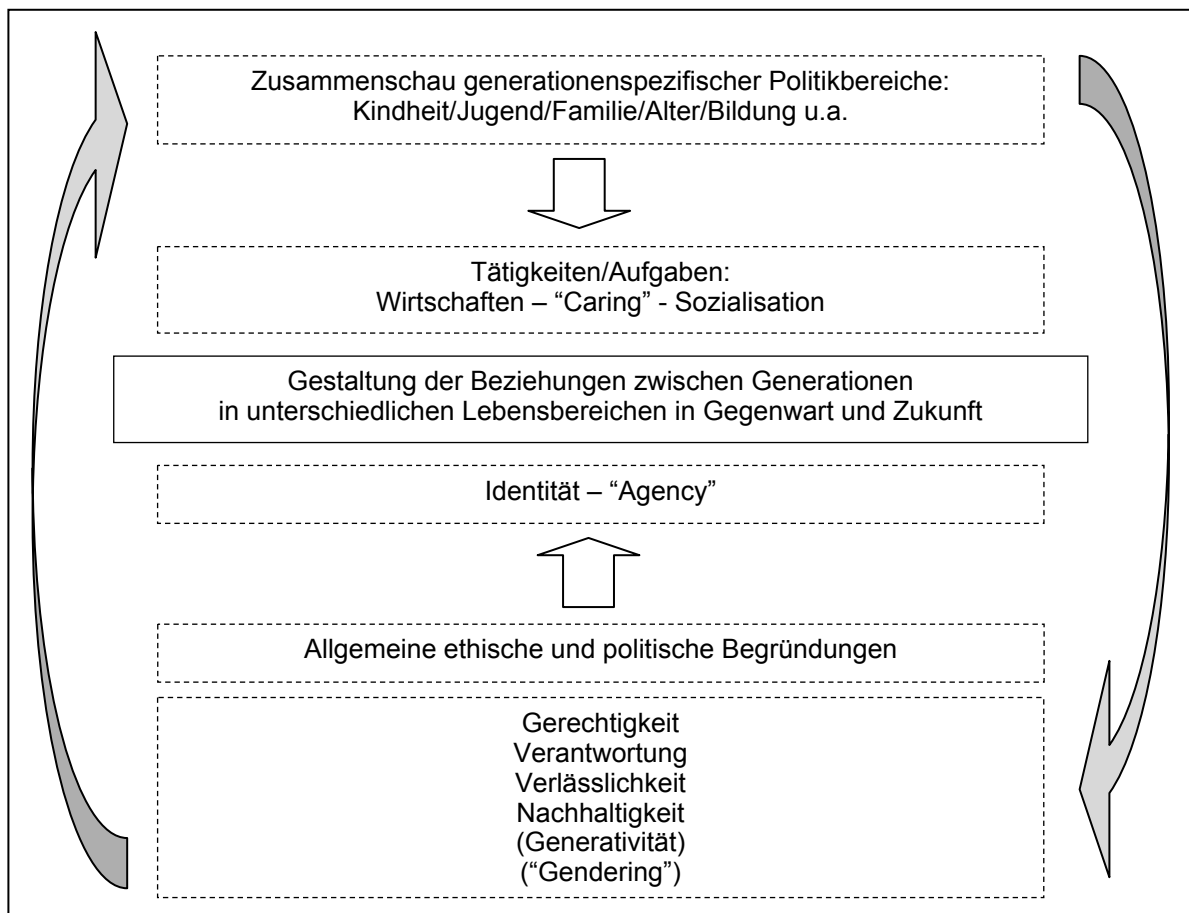 Zusammenschau generationenspezifischer Politikbereiche:
Kindheit/Jugend/Familie/Alter/Bildung u.a.
Tätigkeiten/Aufgaben:
Wirtschaften – “Caring” - Sozialisation
Gestaltung der Beziehungen zwischen Generationen
in unterschiedlichen Lebensbereichen in Gegenwart und Zukunft
Identität – “Agency”
Allgemeine ethische und politische Begründungen
Gerechtigkeit
Verantwortung
Verlässlichkeit
Nachhaltigkeit
(Generativität)
(“Gendering”)